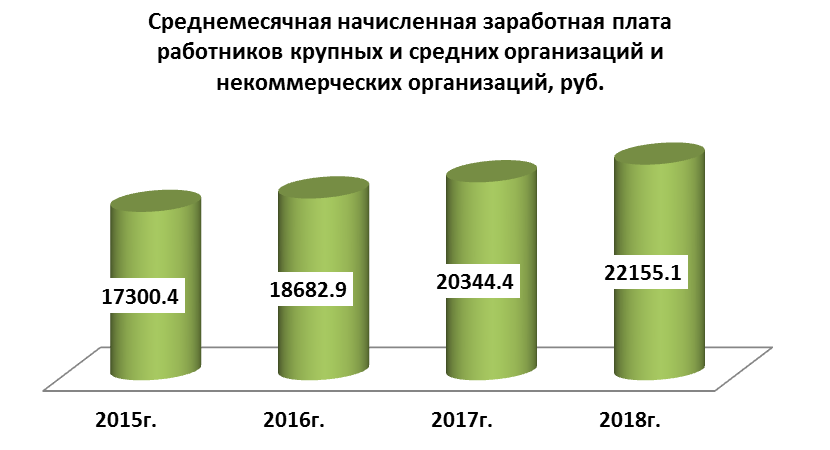 Среднемесячная начисленная заработная плата
работников крупных и средних организаций и
некоммерческих организаций, руб.
17300.4
18682.9
20344.4
22155.1
2015г.
2016г.
2017г.
2018г.